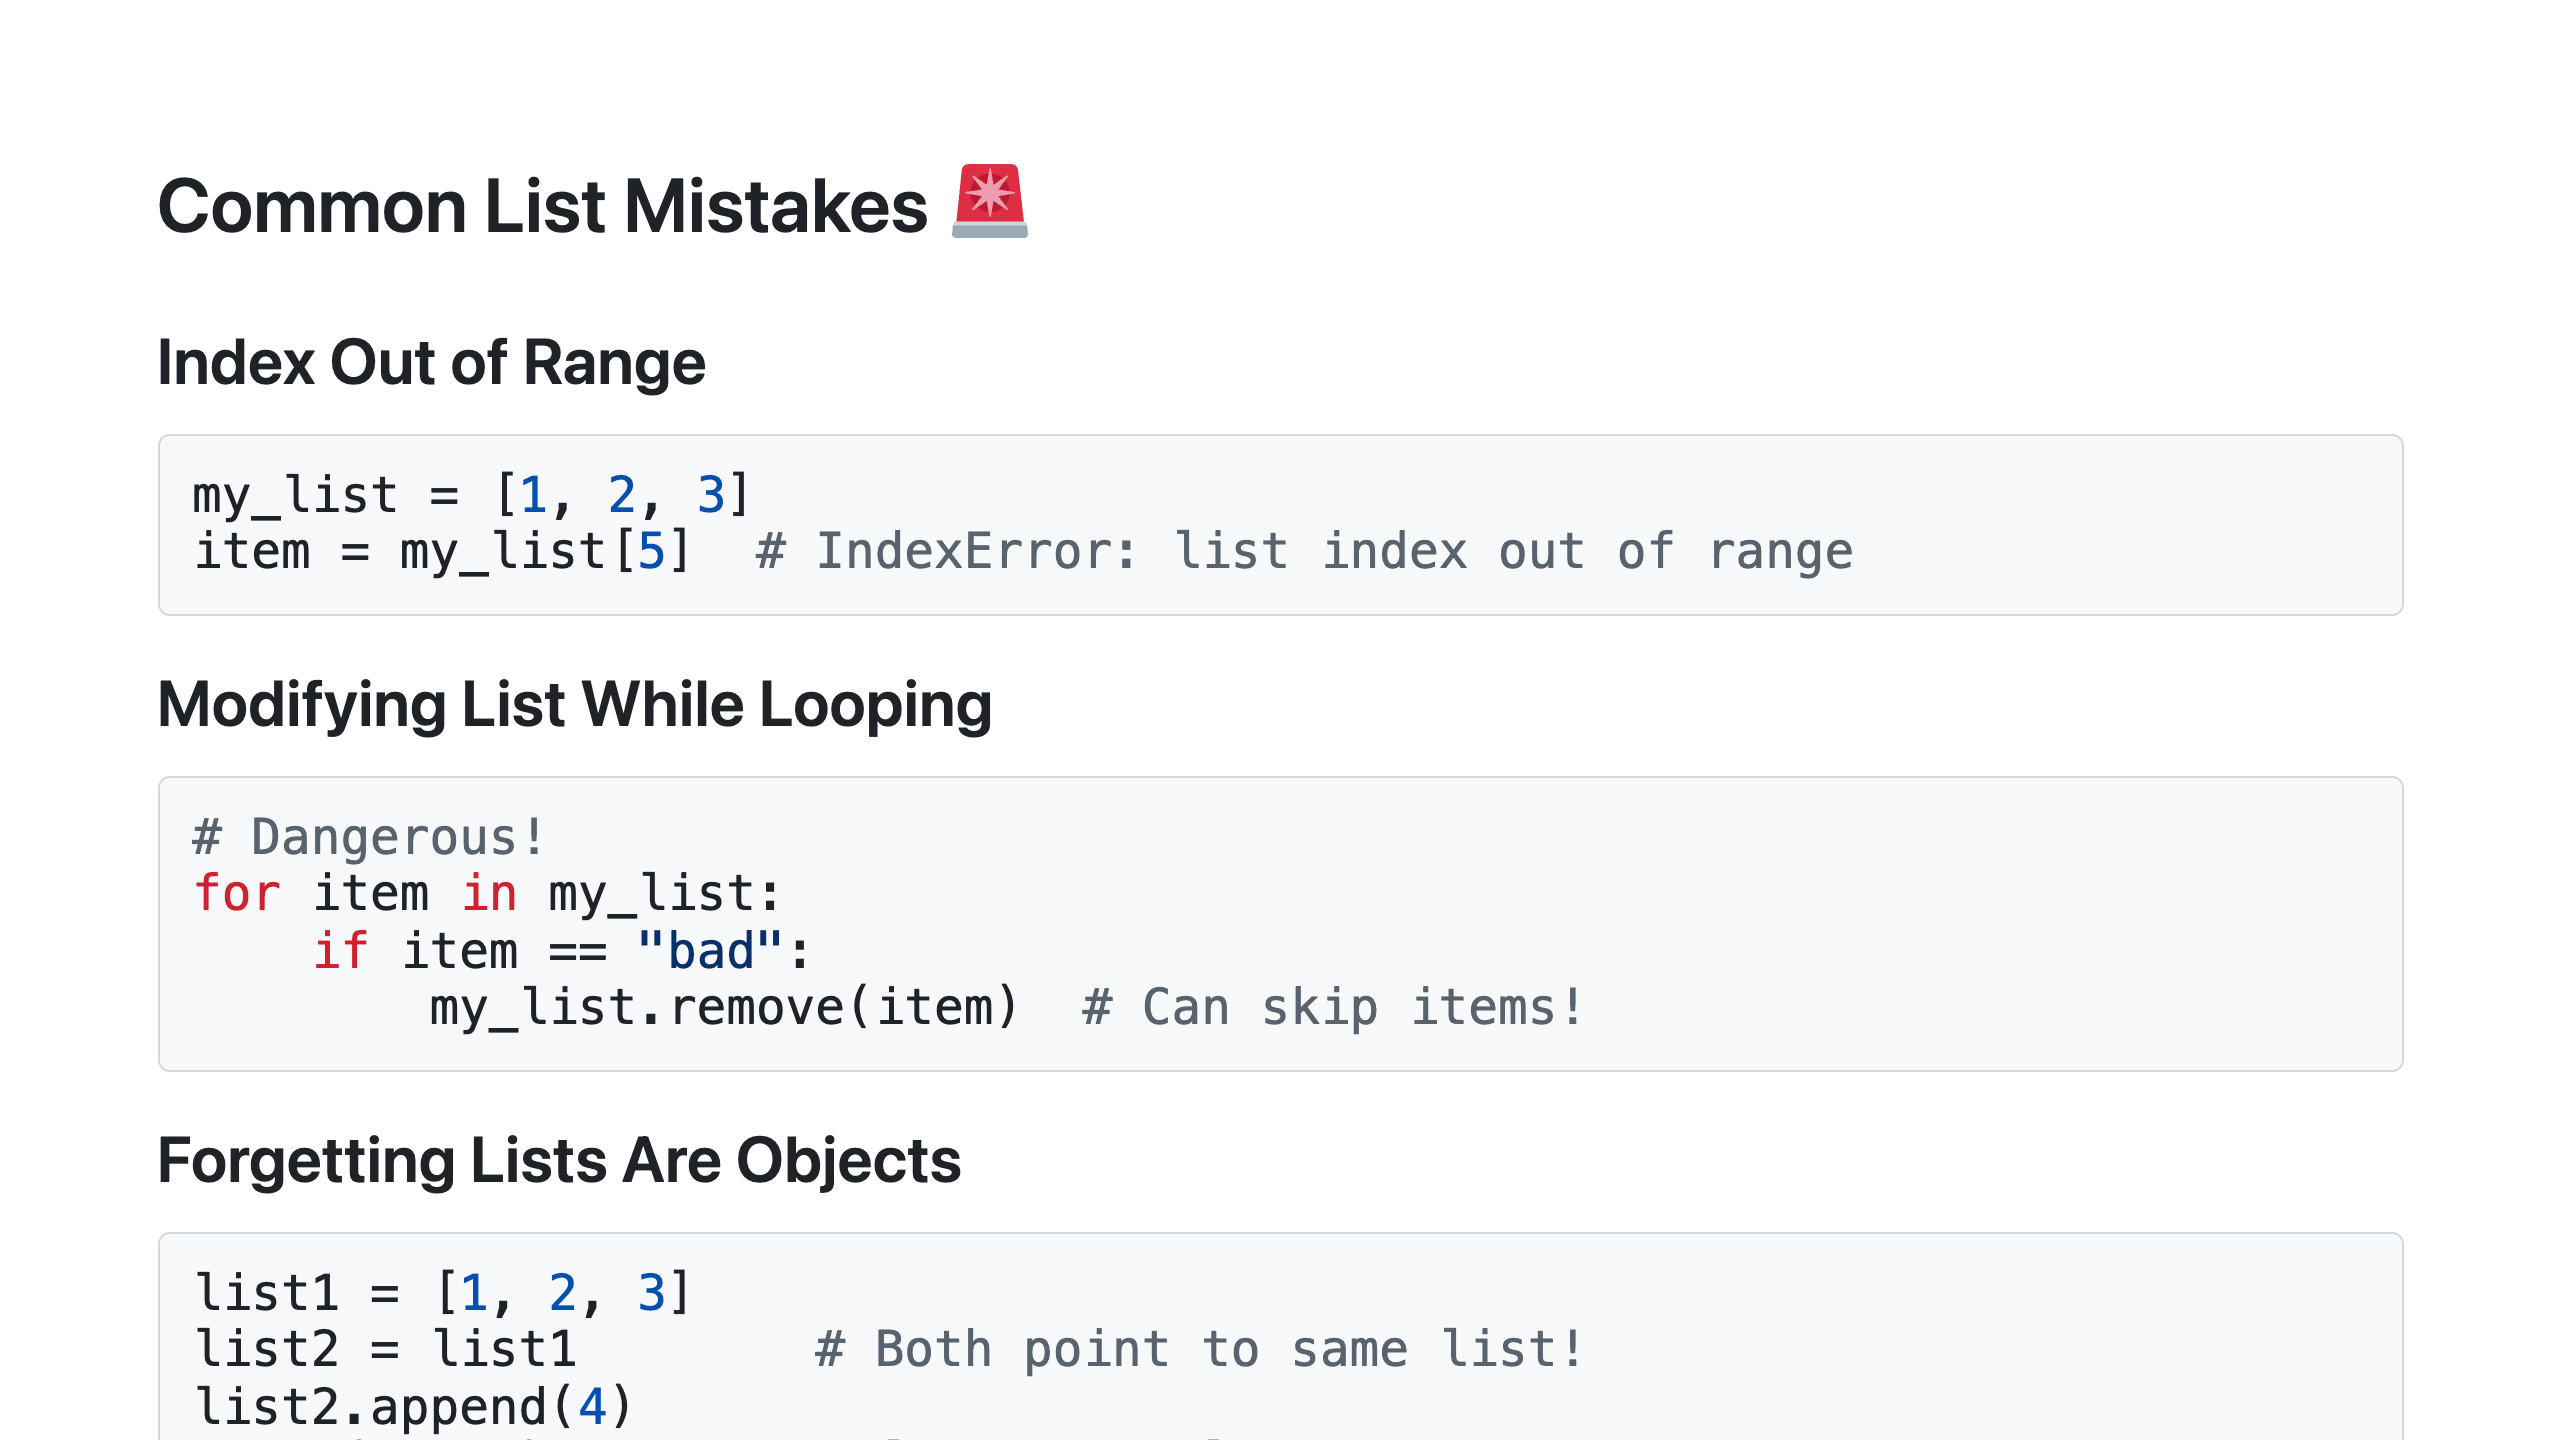 Common List Mistakes 🚨
Index Out of Range
my_list = [1, 2, 3]
item = my_list[5]  # IndexError: list index out of range
Modifying List While Looping
# Dangerous!
for item in my_list:
    if item == "bad":
        my_list.remove(item)  # Can skip items!
Forgetting Lists Are Objects
list1 = [1, 2, 3]
list2 = list1        # Both point to same list!
list2.append(4)